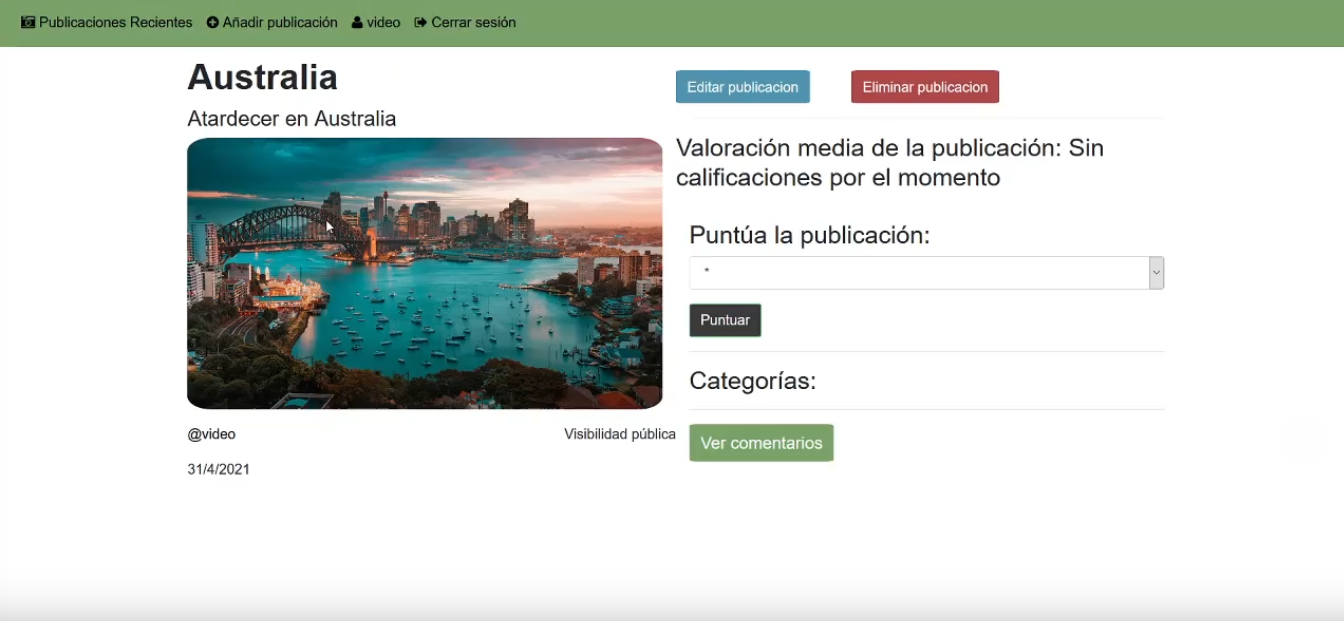 Publicaciones Recientes Añadir publicación video Cerrar sesión
Australia
Atardecer en Australia
@video
Visibilidad pública
31/4/2021
Editar publicacion
Eliminar publicacion
Valoración media de la publicación: Sin
calificaciones por el momento
Puntúa la publicación:
*
Puntuar
Categorías:
Ver comentarios